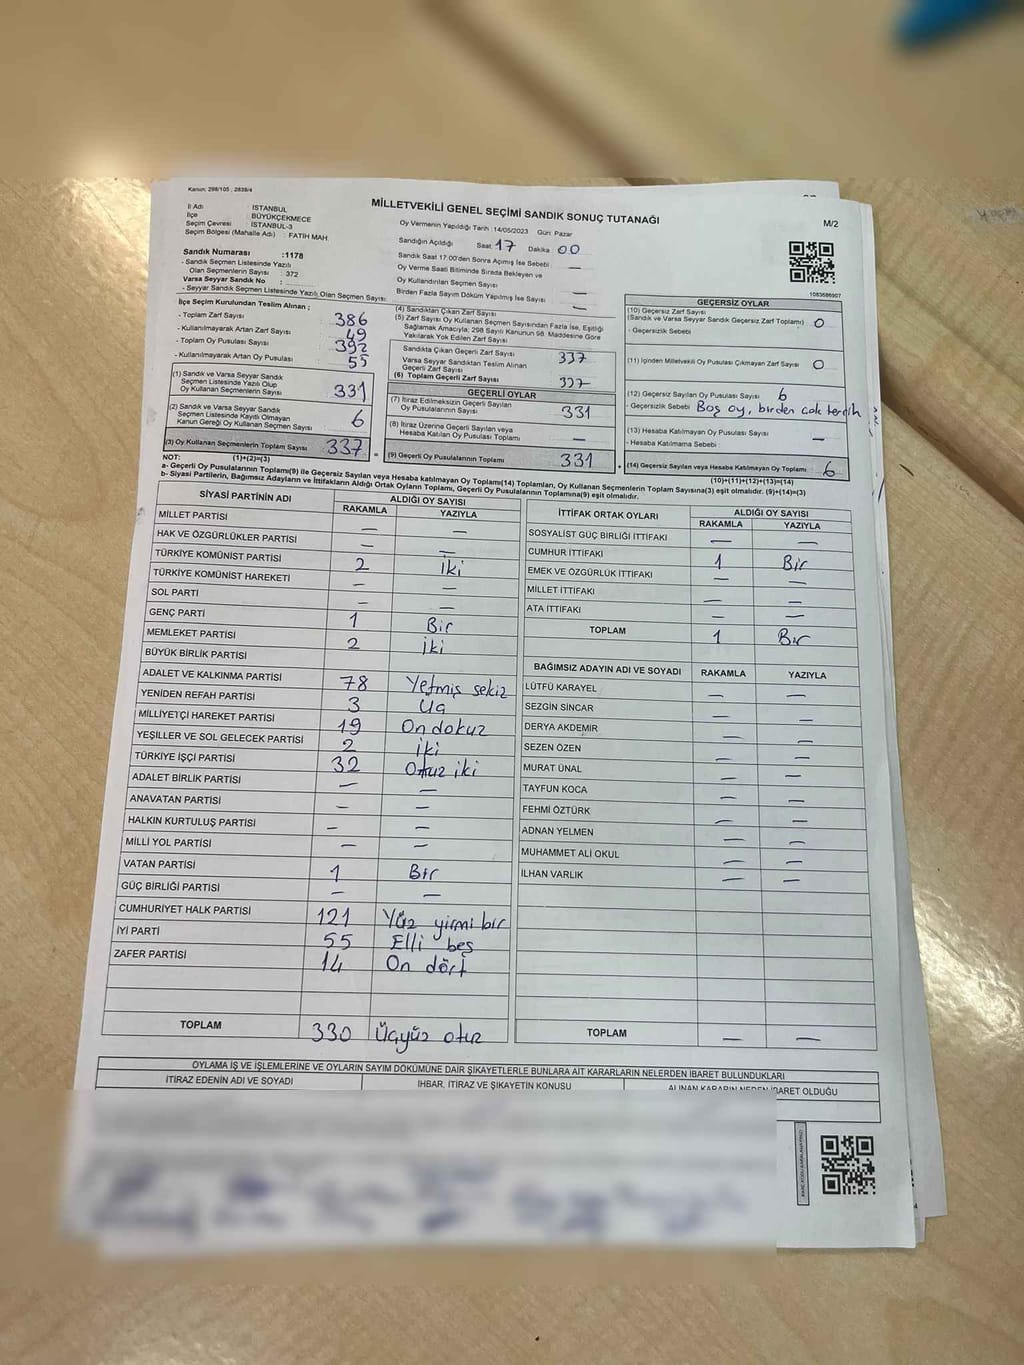 Kanun: 298/105 , 2839/4
MİLLETVEKİLİ GENEL SEÇİMİ SANDIK SONUÇ TUTANAĞI
M/2
İl Adı : İSTANBUL
İlçe : BÜYÜKÇEKMECE
Seçim Çevresi : İSTANBUL-3
Seçim Bölgesi (Mahalle Adı) : FATİH MAH
Sandık Numarası :1178
- Sandık Seçmen Listesinde Yazılı
Olan Seçmenlerin Sayısı : 372
Varsa Seyyar Sandık No :
- Seyyar Sandık Seçmen Listesinde Yazılı Olan Seçmen Sayısı:
Oy Vermenin Yapıldığı Tarih :14/05/2023 Gün: Pazar
Sandığın Açıldığı Saat 17 Dakika 00
Sandık Saat 17:00'den Sonra Açmış İse Sebebi : —
Oy Verme Saati Bitiminde Sırada Bekleyen ve
Oy Kullandırılan Seçmen Sayısı —
Birden Fazla Sayım Döküm Yapılmış İse Sayısı —
1083686907
İlçe Seçim Kurulundan Teslim Alınan ;
- Toplam Zarf Sayısı 386
- Kullanılmayarak Artan Zarf Sayısı 49
- Toplam Oy Pusulası Sayısı 392
- Kullanılmayarak Artan Oy Pusulası 55
(1) Sandık ve Varsa Seyyar Sandık
Seçmen Listesinde Yazılı Olup
Oy Kullanan Seçmenlerin Sayısı 331
(2) Sandık ve Varsa Seyyar Sandık
Seçmen Listesinde Kayıtlı Olmayan
Kanun Gereği Oy Kullanan Seçmen Sayısı 6
(3) Oy Kullanan Seçmenlerin Toplam Sayısı 337
(4) Sandıktan Çıkan Zarf Sayısı
(5) Zarf Sayısı Oy Kullanan Seçmen Sayısından Fazla İse, Eşitliği
Sağlamak Amacıyla, 298 Sayılı Kanunun 98. Maddesine Göre
Yakılarak Yok Edilen Zarf Sayısı
Sandıkta Çıkan Geçerli Zarf Sayısı 337
Varsa Seyyar Sandıktan Teslim Alınan
Geçerli Zarf Sayısı
(6) Toplam Geçerli Zarf Sayısı 337
GEÇERLİ OYLAR
(7) İtiraz Edilmeksizin Geçerli Sayılan
Oy Pusulalarının Sayısı 331
(8) İtiraz Üzerine Geçerli Sayılan veya
Hesaba Katılan Oy Pusulası Toplamı —
= (9) Geçerli Oy Pusulalarının Toplamı 331
GEÇERSİZ OYLAR
(10) Geçersiz Zarf Sayısı
(Sandık ve Varsa Seyyar Sandık Geçersiz Zarf Toplamı) 0
- Geçersizlik Sebebi
(11) İçinden Milletvekili Oy Pusulası Çıkmayan Zarf Sayısı 0
(12) Geçersiz Sayılan Oy Pusulası Sayısı 6
- Geçersizlik Sebebi Boş oy, birden çok tercih
(13) Hesaba Katılmayan Oy Pusulası Sayısı —
- Hesaba Katılmama Sebebi :
+ (14) Geçersiz Sayılan veya Hesaba Katılmayan Oy Toplamı 6
NOT: (1)+(2)=(3) (10)+(11)+(12)+(13)=(14)
a- Geçerli Oy Pusulalarının Toplamı(9) ile Geçersiz Sayılan veya Hesaba katılmayan Oy Toplamı(14) Toplamları, Oy Kullanan Seçmenlerin Toplam Sayısına(3) eşit olmalıdır. (9)+(14)=(3)
b- Siyasi Partilerin, Bağımsız Adayların ve İttifakların Aldığı Ortak Oyların Toplamı, Geçerli Oy Pusulalarının Toplamına(9) eşit olmalıdır.
SİYASİ PARTİNİN ADI ALDIĞI OY SAYISI
RAKAMLA YAZIYLA
MİLLET PARTİSİ — —
HAK VE ÖZGÜRLÜKLER PARTİSİ — —
TÜRKİYE KOMÜNİST PARTİSİ 2 İki
TÜRKİYE KOMÜNİST HAREKETİ — —
SOL PARTİ — —
GENÇ PARTİ 1 Bir
MEMLEKET PARTİSİ 2 İki
BÜYÜK BİRLİK PARTİSİ
ADALET VE KALKINMA PARTİSİ 78 Yetmiş sekiz
YENİDEN REFAH PARTİSİ 3 Üç
MİLLİYETÇİ HAREKET PARTİSİ 19 On dokuz
YEŞİLLER VE SOL GELECEK PARTİSİ 2 İki
TÜRKİYE İŞÇİ PARTİSİ 32 Otuz iki
ADALET BİRLİK PARTİSİ — —
ANAVATAN PARTİSİ — —
HALKIN KURTULUŞ PARTİSİ — —
MİLLİ YOL PARTİSİ — —
VATAN PARTİSİ 1 Bir
GÜÇ BİRLİĞİ PARTİSİ — —
CUMHURİYET HALK PARTİSİ 121 Yüz yirmi bir
İYİ PARTİ 55 Elli beş
ZAFER PARTİSİ 14 On dört
TOPLAM 330 Üçyüz otuz
İTTİFAK ORTAK OYLARI ALDIĞI OY SAYISI
RAKAMLA YAZIYLA
SOSYALİST GÜÇ BİRLİĞİ İTTİFAKI — —
CUMHUR İTTİFAKI 1 Bir
EMEK VE ÖZGÜRLÜK İTTİFAKI — —
MİLLET İTTİFAKI — —
ATA İTTİFAKI — —
TOPLAM 1 Bir
BAĞIMSIZ ADAYIN ADI VE SOYADI RAKAMLA YAZIYLA
LÜTFÜ KARAYEL — —
SEZGİN SİNCAR — —
DERYA AKDEMİR — —
SEZEN ÖZEN — —
MURAT ÜNAL — —
TAYFUN KOCA — —
FEHMİ ÖZTÜRK — —
ADNAN YELMEN — —
MUHAMMET ALİ OKUL — —
İLHAN VARLIK — —
TOPLAM — —
OYLAMA İŞ VE İŞLEMLERİNE VE OYLARIN SAYIM DÖKÜMÜNE DAİR ŞİKAYETLERLE BUNLARA AİT KARARLARIN NELERDEN İBARET BULUNDUKLARI
İTİRAZ EDENİN ADI VE SOYADI İHBAR, İTİRAZ VE ŞİKAYETİN KONUSU ALINAN KARARIN NEDEN İBARET OLDUĞU